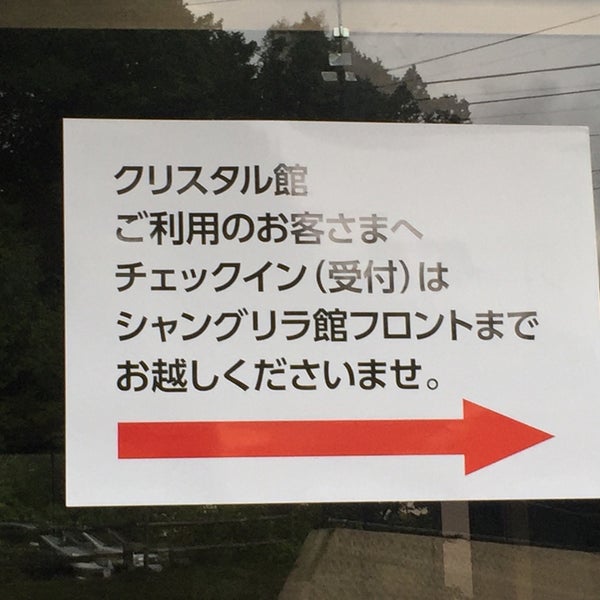 クリスタル館
ご利用のお客さまへ
チェックイン（受付）は
シャングリラ館フロントまで
お越しくださいませ。